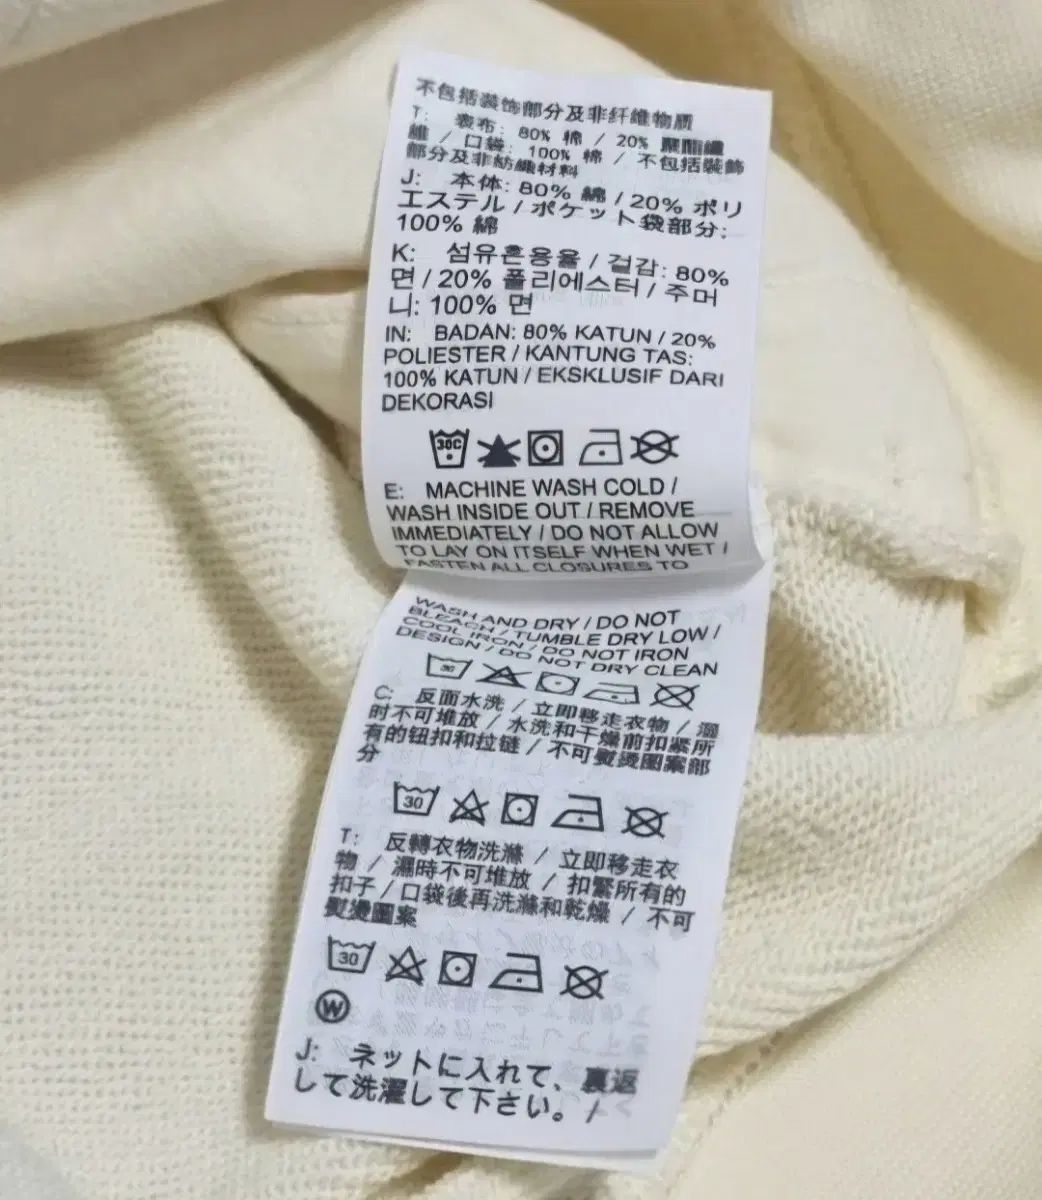 不包括裝饰部分及非纤維物质
T: 表布: 80% 棉 / 20% 聚酯纖
維 / 口袋: 100% 棉 / 不包括裝飾
部分及非紡織材料
J: 本体: 80% 綿 / 20% ポリ
エステル / ポケット袋部分:
100% 綿
K: 섬유혼용율 / 겉감: 80%
면 / 20% 폴리에스터 / 주머
니: 100% 면
IN: BADAN: 80% KATUN / 20%
POLIESTER / KANTUNG TAS:
100% KATUN / EKSKLUSIF DARI
DEKORASI
30C
E: MACHINE WASH COLD /
WASH INSIDE OUT / REMOVE
IMMEDIATELY / DO NOT ALLOW
TO LAY ON ITSELF WHEN WET /
FASTEN ALL CLOSURES TO
WASH AND DRY / DO NOT
BLEACH / TUMBLE DRY LOW /
COOL IRON / DO NOT IRON
DESIGN / DO NOT DRY CLEAN
30
C: 反面水洗 / 立即移走衣物 / 濕
时不可堆放 / 水洗和干燥前扣緊所
有的钮扣和拉链 / 不可熨烫图案部
分
30
T: 反轉衣物洗滌 / 立即移走衣
物 / 濕時不可堆放 / 扣緊所有的
扣子 / 口袋後再洗滌和乾燥 / 不可
熨燙圖案
30
W
J: ネットに入れて、裏返
して洗濯して下さい。 /